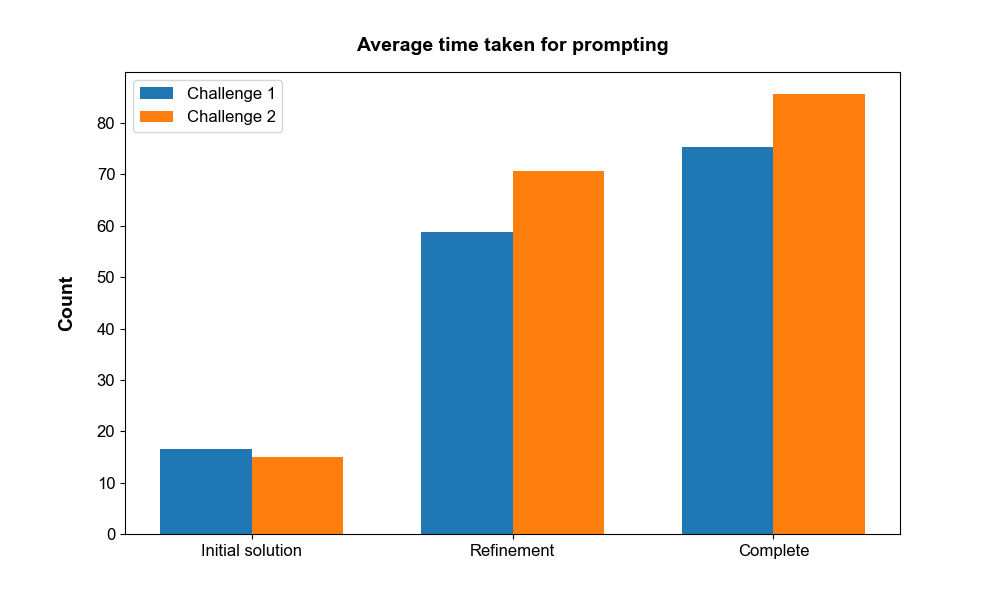 Average time taken for prompting
Challenge 1
Challenge 2
Count
80
70
60
50
40
30
20
10
0
Initial solution
Refinement
Complete